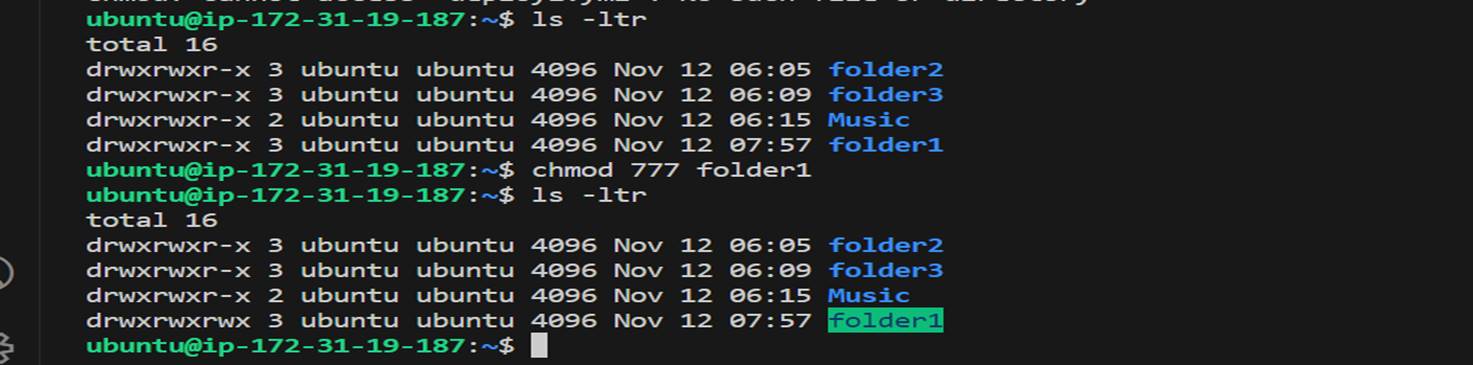 ubuntu@ip-172-31-19-187:~$ ls -ltr
total 16
drwxrwxr-x 3 ubuntu ubuntu 4096 Nov 12 06:05 folder2
drwxrwxr-x 3 ubuntu ubuntu 4096 Nov 12 06:09 folder3
drwxrwxr-x 2 ubuntu ubuntu 4096 Nov 12 06:15 Music
drwxrwxr-x 3 ubuntu ubuntu 4096 Nov 12 07:57 folder1
ubuntu@ip-172-31-19-187:~$ chmod 777 folder1
ubuntu@ip-172-31-19-187:~$ ls -ltr
total 16
drwxrwxr-x 3 ubuntu ubuntu 4096 Nov 12 06:05 folder2
drwxrwxr-x 3 ubuntu ubuntu 4096 Nov 12 06:09 folder3
drwxrwxr-x 2 ubuntu ubuntu 4096 Nov 12 06:15 Music
drwxrwxrwx 3 ubuntu ubuntu 4096 Nov 12 07:57 folder1
ubuntu@ip-172-31-19-187:~$